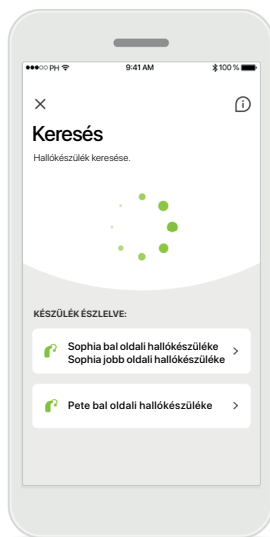 PH 9:41 AM 100 %
Keresés
Hallókészülék keresése.
KÉSZÜLÉK ÉSZLELVE:
Sophia bal oldali hallókészüléke
Sophia jobb oldali hallókészüléke
Pete bal oldali hallókészüléke